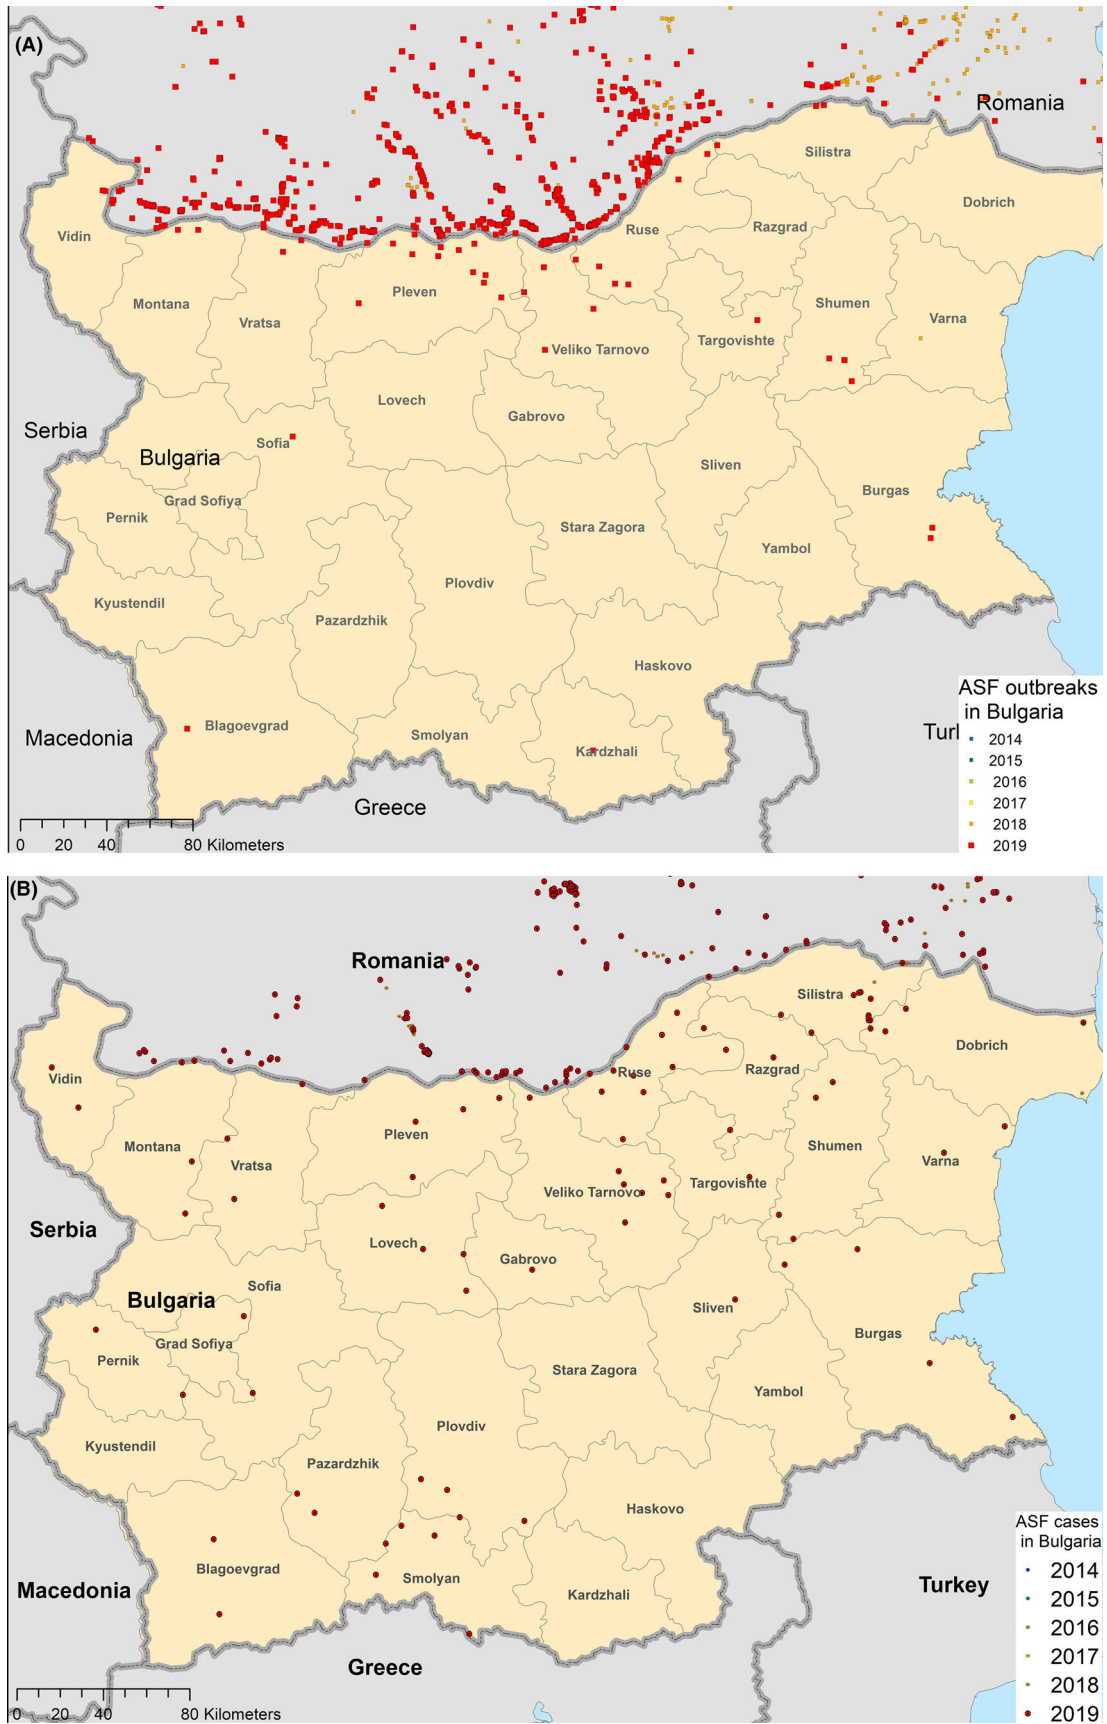 (A)
Romania
Silistra
Dobrich
Vidin
Ruse
Razgrad
Montana
Pleven
Shumen
Varna
Vratsa
Targovishte
Veliko Tarnovo
Lovech
Gabrovo
Serbia
Sofia
Bulgaria
Sliven
Grad Sofiya
Burgas
Pernik
Stara Zagora
Yambol
Plovdiv
Kyustendil
Pazardzhik
Haskovo
ASF outbreaks
in Bulgaria
Blagoevgrad
Macedonia
Smolyan
Kardzhali
Turk
2014
2015
2016
2017
2018
2019
Greece
0 20 40 80 Kilometers
(B)
Romania
Silistra
Dobrich
Vidin
Ruse
Razgrad
Pleven
Montana
Shumen
Vratsa
Varna
Targovishte
Veliko Tarnovo
Serbia
Lovech
Gabrovo
Sofia
Bulgaria
Sliven
Grad Sofiya
Burgas
Pernik
Stara Zagora
Yambol
Plovdiv
Kyustendil
Pazardzhik
Haskovo
ASF cases
in Bulgaria
Blagoevgrad
Smolyan
Macedonia
Kardzhali
Turkey
2014
2015
2016
2017
2018
2019
Greece
0 20 40 80 Kilometers